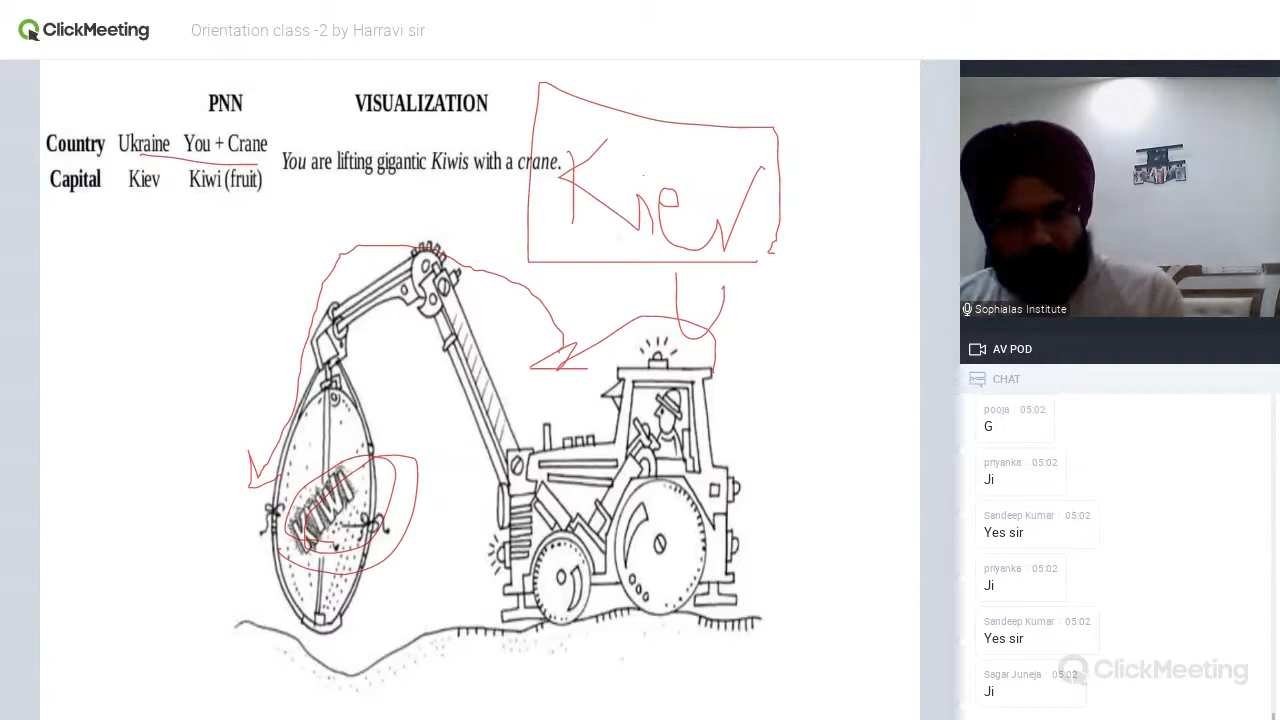 ClickMeeting
Orientation class -2 by Harravi sir
PNN VISUALIZATION
Country Ukraine You + Crane
You are lifting gigantic Kiwis with a crane.
Capital Kiev Kiwi (fruit)
Kiev
KIWI
Sophialas Institute
AV POD
CHAT
pooja 05:02
G
priyanka 05:02
Ji
Sandeep Kumar 05:02
Yes sir
priyanka 05:02
Ji
Sandeep Kumar 05:02
Yes sir
Sagar Juneja 05:02
Ji
ClickMeeting